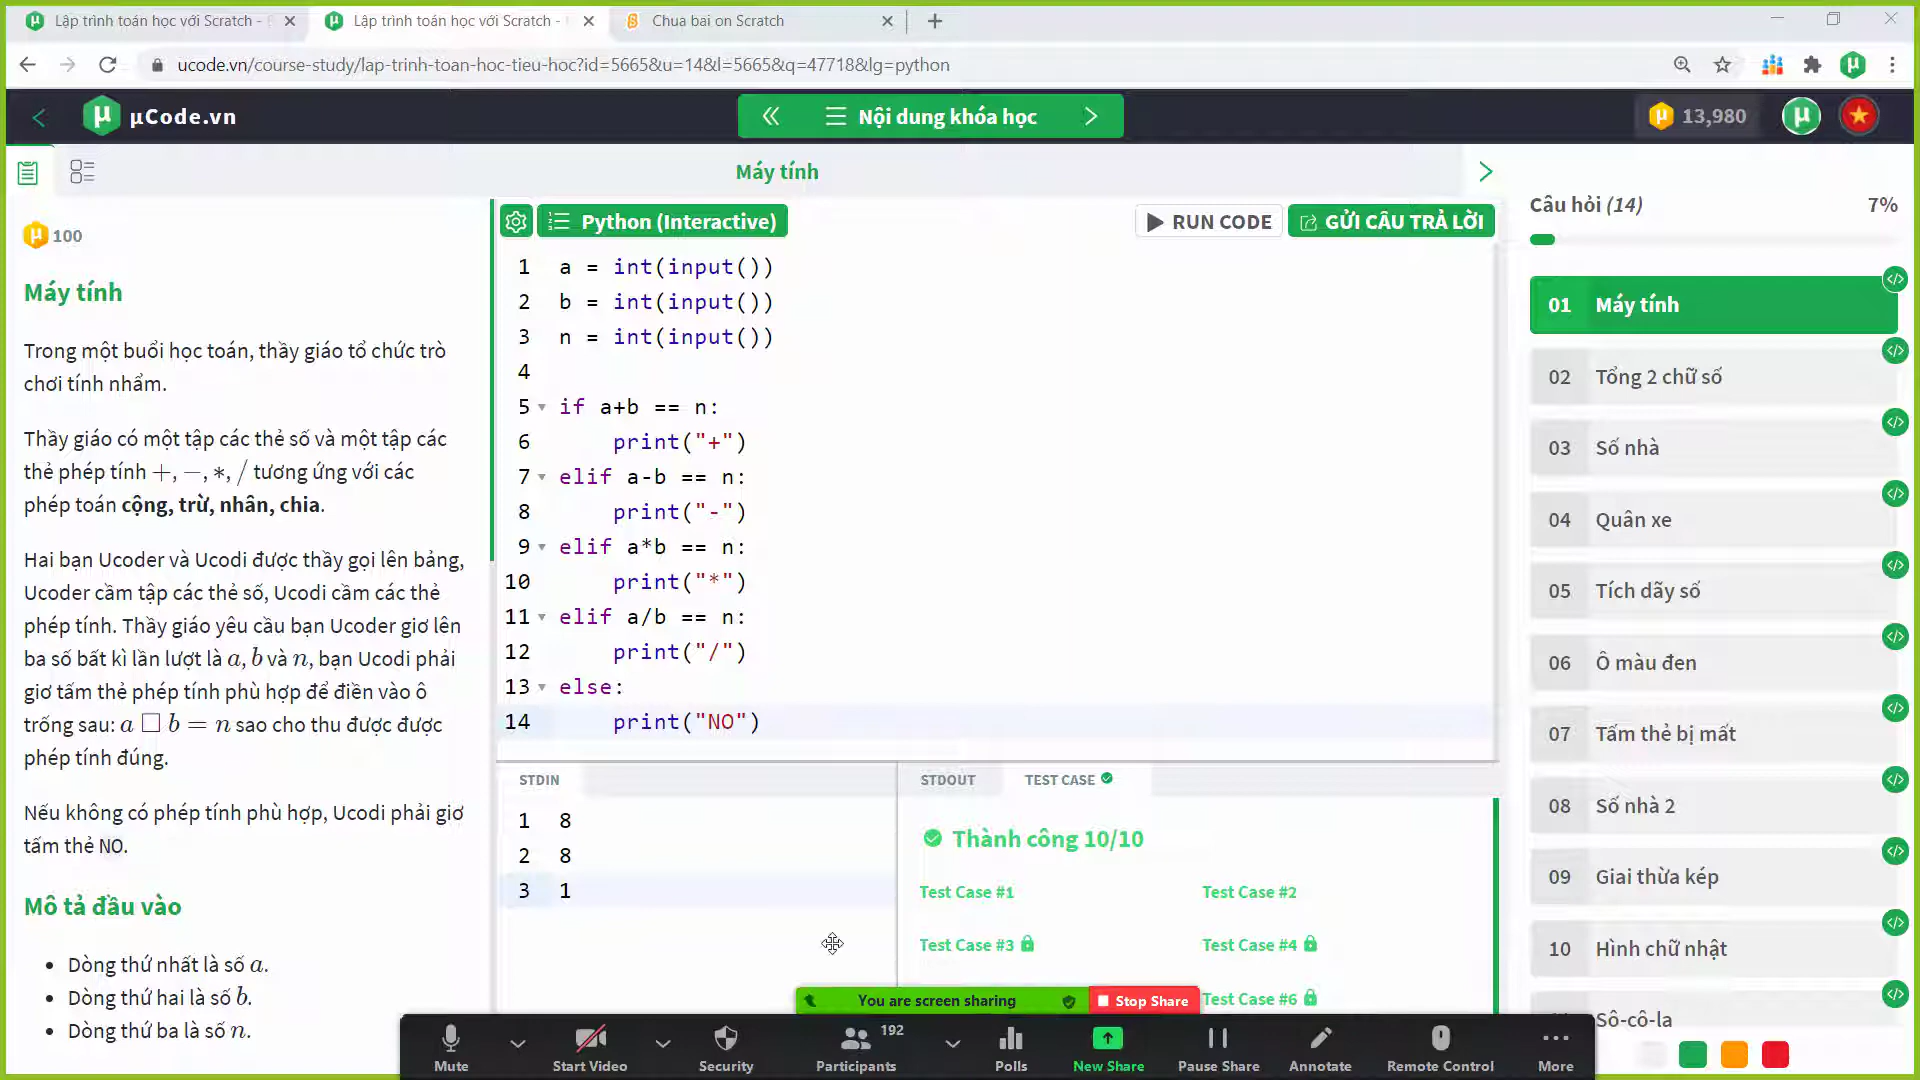 Lập trình toán học với Scratch -
Lập trình toán học với Scratch -
Chua bai on Scratch
ucode.vn/course-study/lap-trinh-toan-hoc-tieu-hoc?id=5665&u=14&l=5665&q=47718&lg=python
µCode.vn
Nội dung khóa học
13,980
Máy tính
100
Máy tính
Trong một buổi học toán, thầy giáo tổ chức trò
chơi tính nhẩm.
Thầy giáo có một tập các thẻ số và một tập các
thẻ phép tính +, −, *, / tương ứng với các
phép toán cộng, trừ, nhân, chia.
Hai bạn Ucoder và Ucodi được thầy gọi lên bảng,
Ucoder cầm tập các thẻ số, Ucodi cầm các thẻ
phép tính. Thầy giáo yêu cầu bạn Ucoder giơ lên
ba số bất kì lần lượt là a, b và n, bạn Ucodi phải
giơ tấm thẻ phép tính phù hợp để điền vào ô
trống sau: a □ b = n sao cho thu được được
phép tính đúng.
Nếu không có phép tính phù hợp, Ucodi phải giơ
tấm thẻ NO.
Mô tả đầu vào
• Dòng thứ nhất là số a.
• Dòng thứ hai là số b.
• Dòng thứ ba là số n.
Python (Interactive)
RUN CODE
GỬI CÂU TRẢ LỜI
1 a = int(input())
2 b = int(input())
3 n = int(input())
4
5 if a+b == n:
6     print("+")
7 elif a-b == n:
8     print("-")
9 elif a*b == n:
10     print("*")
11 elif a/b == n:
12     print("/")
13 else:
14     print("NO")
STDIN
1 8
2 8
3 1
STDOUT
TEST CASE
Thành công 10/10
Test Case #1
Test Case #2
Test Case #3
Test Case #4
Test Case #6
Câu hỏi (14)
7%
01 Máy tính
02 Tổng 2 chữ số
03 Số nhà
04 Quân xe
05 Tích dãy số
06 Ô màu đen
07 Tấm thẻ bị mất
08 Số nhà 2
09 Giai thừa kép
10 Hình chữ nhật
Sô-cô-la
You are screen sharing
Stop Share
Mute
Start Video
Security
Participants
192
Polls
New Share
Pause Share
Annotate
Remote Control
More